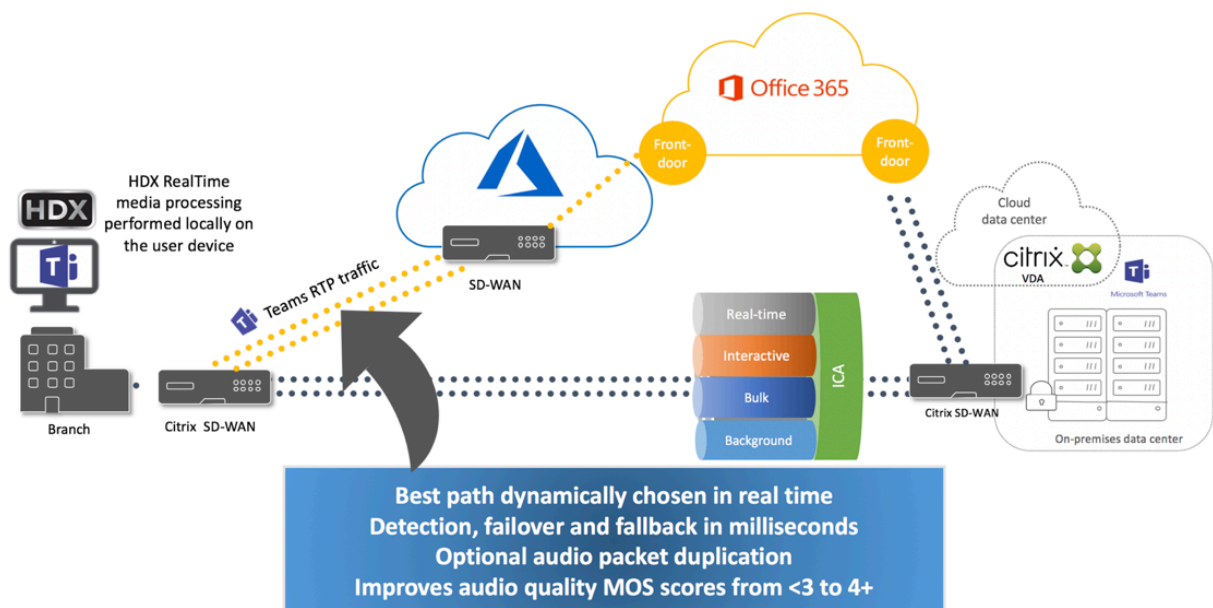 Office 365
Front-
door
Front-
door
HDX
HDX RealTime
media processing
performed locally on
the user device
Cloud
data center
citrix
VDA
Microsoft Teams
Teams RTP traffic
SD-WAN
Real-time
Interactive
Bulk
Background
ICA
Branch
Citrix SD-WAN
Citrix SD-WAN
On-premises data center
Best path dynamically chosen in real time
Detection, failover and fallback in milliseconds
Optional audio packet duplication
Improves audio quality MOS scores from <3 to 4+